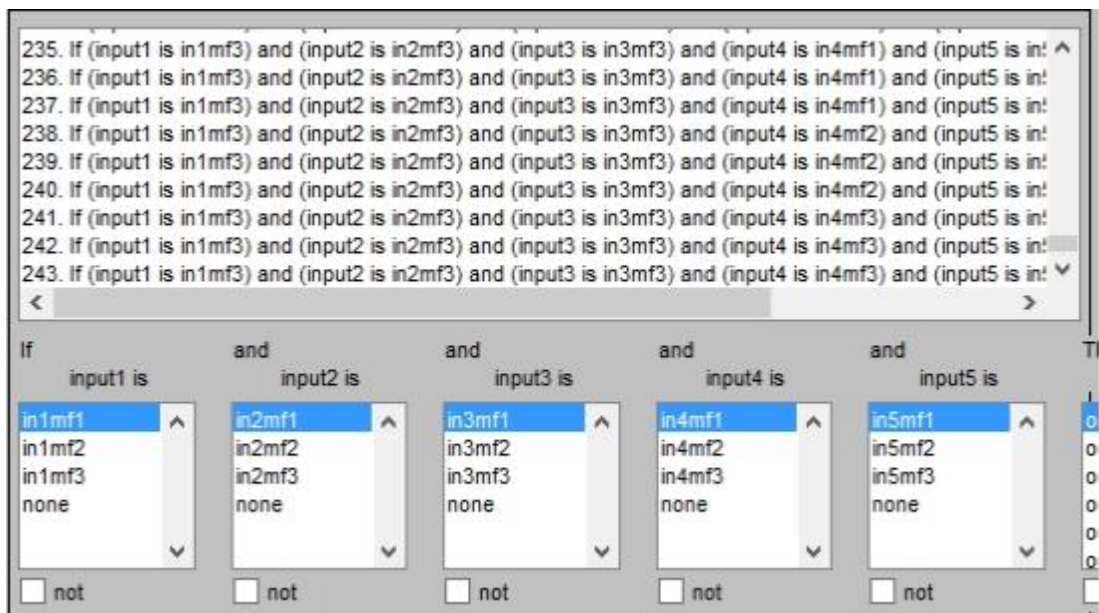 235. If (input1 is in1mf3) and (input2 is in2mf3) and (input3 is in3mf3) and (input4 is in4mf1) and (input5 is
236. If (input1 is in1mf3) and (input2 is in2mf3) and (input3 is in3mf3) and (input4 is in4mf1) and (input5 is
237. If (input1 is in1mf3) and (input2 is in2mf3) and (input3 is in3mf3) and (input4 is in4mf1) and (input5 is
238. If (input1 is in1mf3) and (input2 is in2mf3) and (input3 is in3mf3) and (input4 is in4mf2) and (input5 is
239. If (input1 is in1mf3) and (input2 is in2mf3) and (input3 is in3mf3) and (input4 is in4mf2) and (input5 is
240. If (input1 is in1mf3) and (input2 is in2mf3) and (input3 is in3mf3) and (input4 is in4mf2) and (input5 is
241. If (input1 is in1mf3) and (input2 is in2mf3) and (input3 is in3mf3) and (input4 is in4mf3) and (input5 is
242. If (input1 is in1mf3) and (input2 is in2mf3) and (input3 is in3mf3) and (input4 is in4mf3) and (input5 is
243. If (input1 is in1mf3) and (input2 is in2mf3) and (input3 is in3mf3) and (input4 is in4mf3) and (input5 is
If and and and and
input1 is input2 is input3 is input4 is input5 is
in1mf1 in2mf1 in3mf1 in4mf1 in5mf1
in1mf2 in2mf2 in3mf2 in4mf2 in5mf2
in1mf3 in2mf3 in3mf3 in4mf3 in5mf3
none none none none none
not not not not not